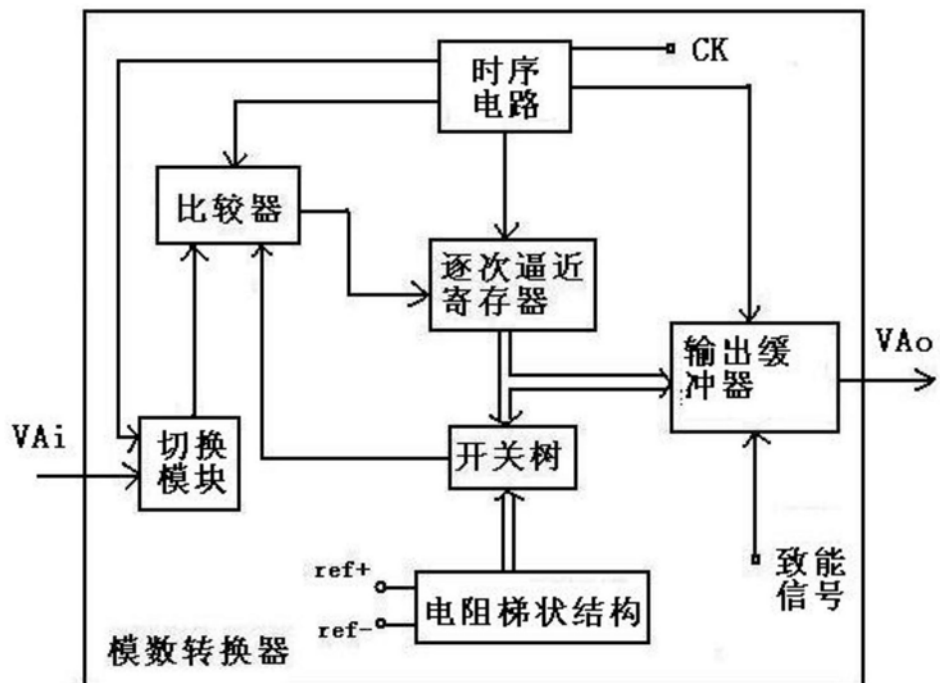 CK
时序
电路
比较器
逐次逼近
寄存器
VAo
输出缓
冲器
VAi
切换
模块
开关树
致能
信号
ref+
ref-
电阻梯状结构
模数转换器